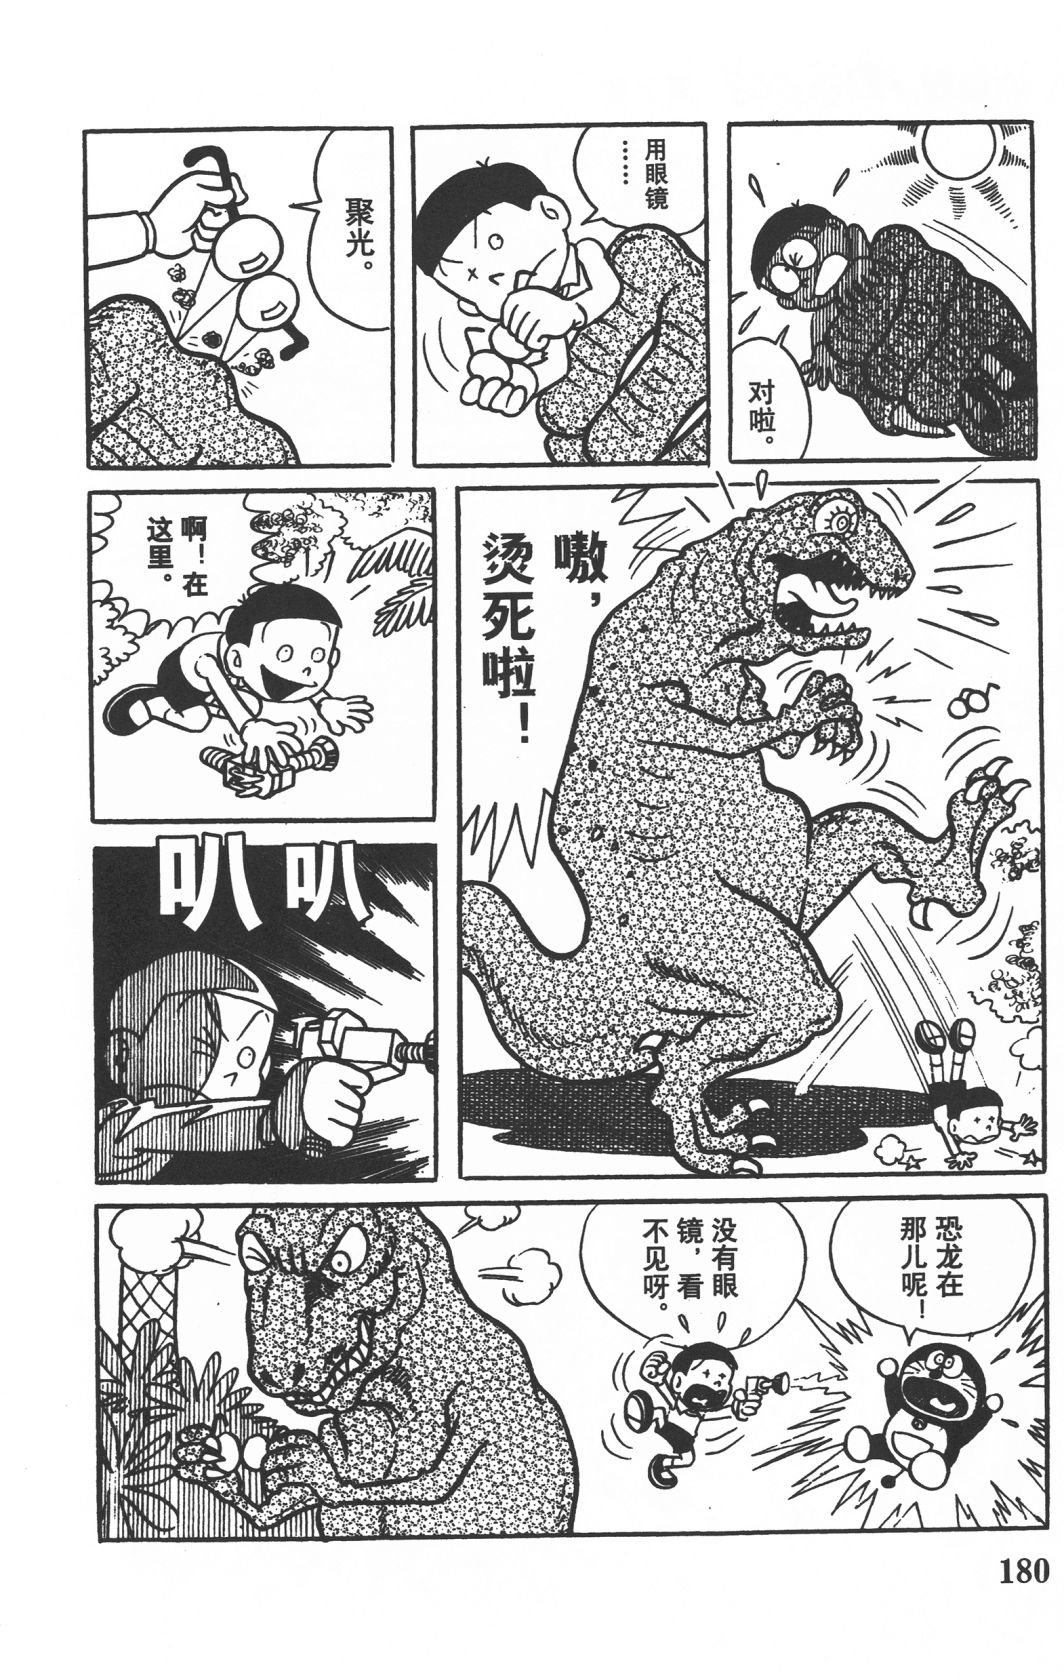 对啦。
用眼镜
……
聚光。
嗷，
烫死啦！
啊！在
这里。
叭叭
恐龙在
那儿呢！
没有眼
镜，看
不见呀。
180